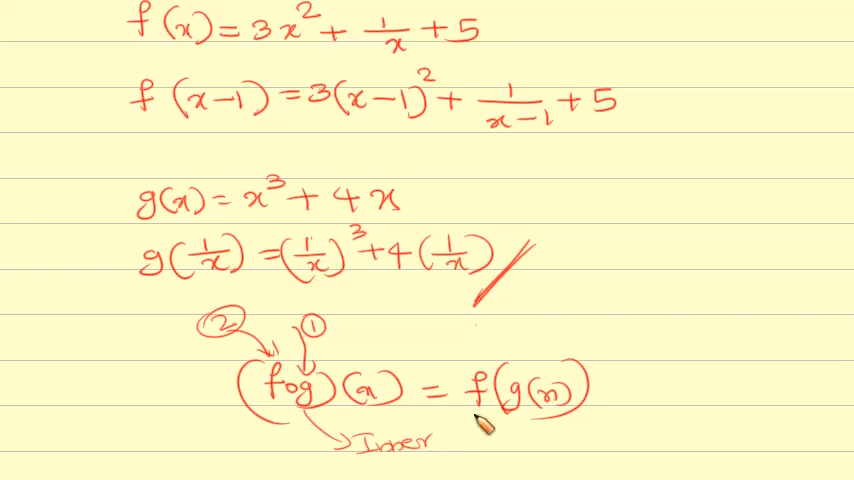 f(x) = 3x² + 1/x + 5
f(x-1) = 3(x-1)² + 1/(x-1) + 5
g(x) = x³ + 4x
g(1/x) = (1/x)³ + 4(1/x)
② ①
(fog)(x) = f(g(x))
Inner